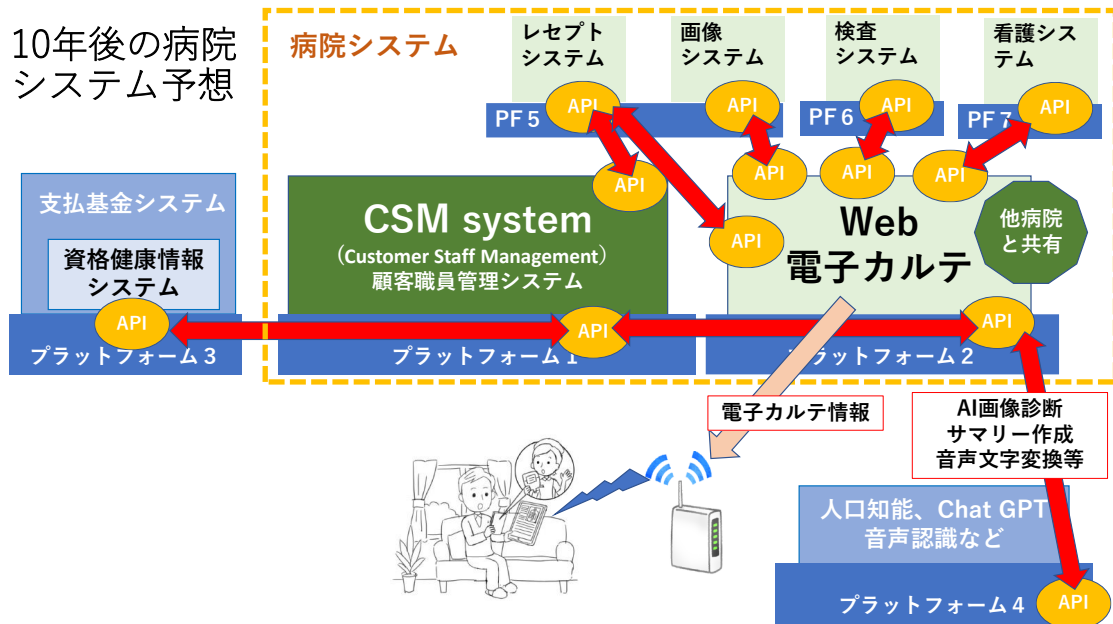 10年後の病院
システム予想
病院システム
レセプト
システム
画像
システム
検査
システム
看護シス
テム
API
API
API
API
PF５
PF６
PF７
API
API
API
API
API
支払基金システム
資格健康情報
システム
API
プラットフォーム３
CSM system
（Customer Staff Management）
顧客職員管理システム
API
プラットフォーム１
Web
電子カルテ
他病院
と共有
API
プラットフォーム２
電子カルテ情報
AI画像診断
サマリー作成
音声文字変換等
人口知能、Chat GPT
音声認識など
プラットフォーム４
API